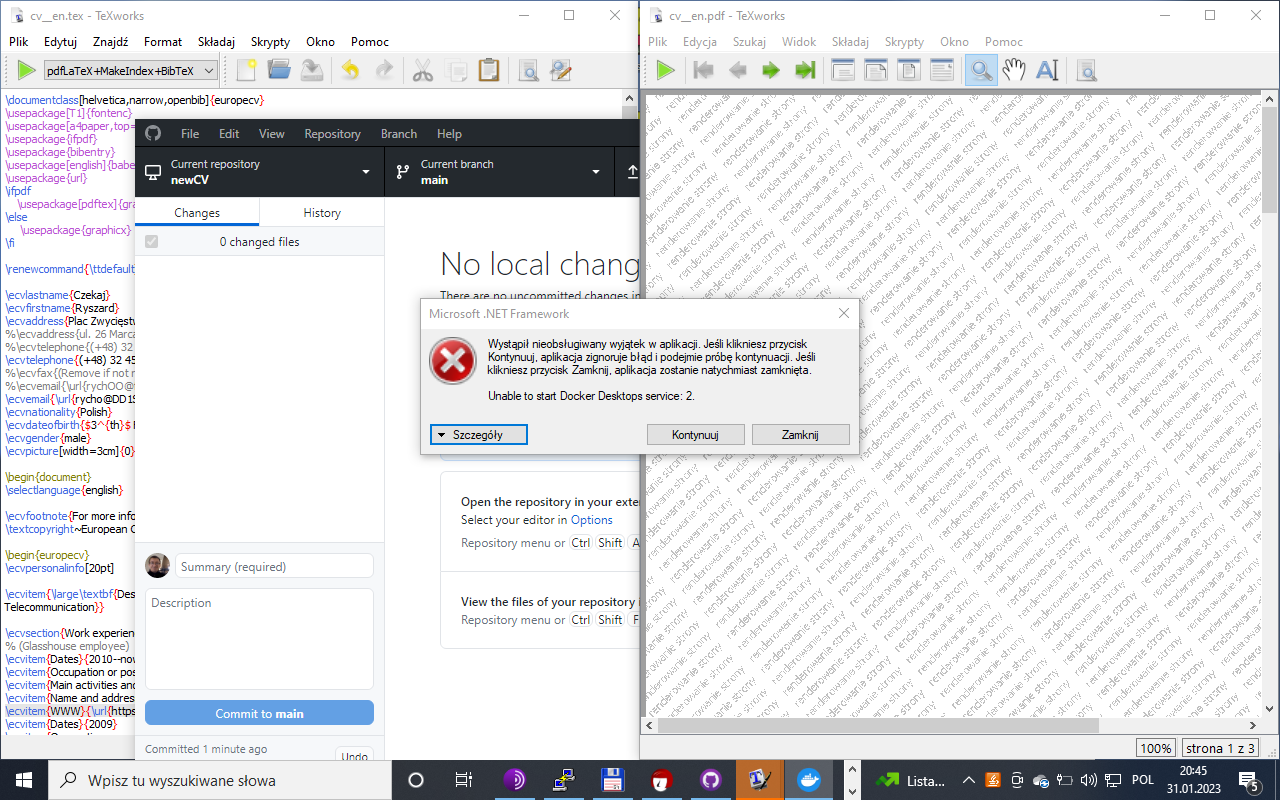 cv__en.tex - TeXworks
Plik Edytuj Znajdź Format Składaj Skrypty Okno Pomoc
pdfLaTeX+MakeIndex+BibTeX
\documentclass[helvetica,narrow,openbib]{europecv}
\usepackage[T1]{fontenc}
\usepackage[a4paper,top=
\usepackage{ifpdf}
\usepackage{bibentry}
\usepackage[english]{babe
\usepackage{url}
\ifpdf
\usepackage[pdftex]{gra
\else
\usepackage{graphicx}
\fi
\renewcommand{\ttdefault
\ecvlastname{Czekaj}
\ecvfirstname{Ryszard}
\ecvaddress{Plac Zwycięstw
%\ecvaddress{ul. 26 Marca
%\ecvtelephone{(+48) 32
\ecvtelephone{(+48) 32 45
%\ecvfax{(Remove if not r
%\ecvemail{\url{rychOO@
\ecvemail{\url{rycho@DD1S
\ecvnationality{Polish}
\ecvdateofbirth{$3^{th}$
\ecvgender{male}
\ecvpicture[width=3cm]{0}
\begin{document}
\selectlanguage{english}
\ecvfootnote{For more info
\textcopyright~European C
\begin{europecv}
\ecvpersonalinfo[20pt]
\ecvitem{\large\textbf{Des
Telecommunication}}
\ecvsection{Work experien
% (Glasshouse employee)
\ecvitem{Dates}{2010--now
\ecvitem{Occupation or pos
\ecvitem{Main activities and
\ecvitem{Name and addres
\ecvitem{WWW}{\url{https
\ecvitem{Dates}{2009}
File Edit View Repository Branch Help
Current repository
newCV
Current branch
main
Changes History
0 changed files
No local chang
There are no uncommitted changes in
Open the repository in your exter
Select your editor in Options
Repository menu or Ctrl Shift A
View the files of your repository i
Repository menu or Ctrl Shift F
Summary (required)
Description
Commit to main
Committed 1 minute ago
Undo
Microsoft .NET Framework
Wystąpił nieobsługiwany wyjątek w aplikacji. Jeśli klikniesz przycisk
Kontynuuj, aplikacja zignoruje błąd i podejmie próbę kontynuacji. Jeśli
klikniesz przycisk Zamknij, aplikacja zostanie natychmiast zamknięta.
Unable to start Docker Desktops service: 2.
Szczegóły Kontynuuj Zamknij
cv__en.pdf - TeXworks
Plik Edycja Szukaj Widok Składaj Skrypty Okno Pomoc
renderowanie strony
100% strona 1 z 3
Wpisz tu wyszukiwane słowa
Lista...
POL
20:45
31.01.2023
5